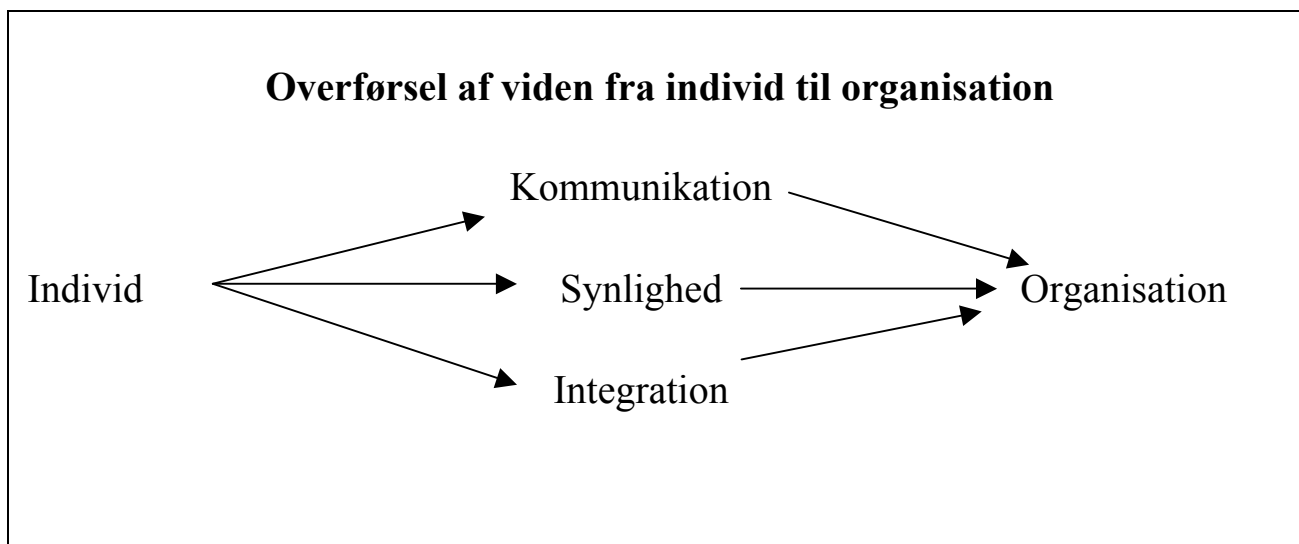 Overførsel af viden fra individ til organisation
Kommunikation
Individ Synlighed Organisation
Integration